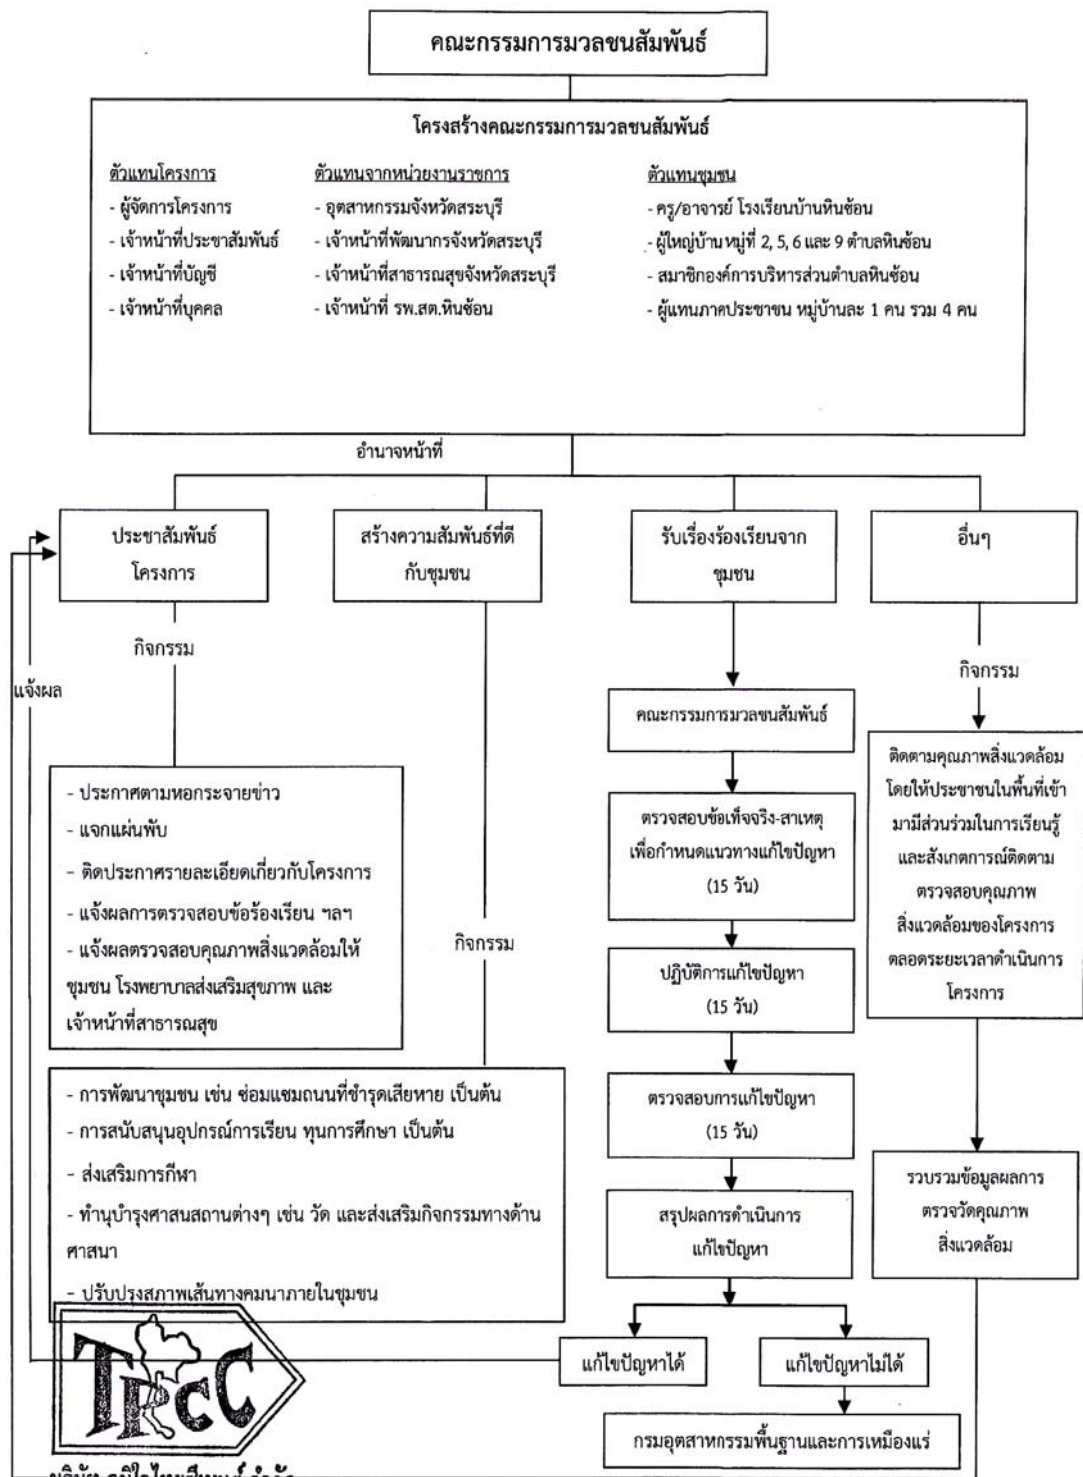 คณะกรรมการมวลชนสัมพันธ์
โครงสร้างคณะกรรมการมวลชนสัมพันธ์
ตัวแทนโครงการ
- ผู้จัดการโครงการ
- เจ้าหน้าที่ประชาสัมพันธ์
- เจ้าหน้าที่บัญชี
- เจ้าหน้าที่บุคคล
ตัวแทนจากหน่วยงานราชการ
- อุตสาหกรรมจังหวัดสระบุรี
- เจ้าหน้าที่พัฒนากรจังหวัดสระบุรี
- เจ้าหน้าที่สาธารณสุขจังหวัดสระบุรี
- เจ้าหน้าที่ รพ.สต.หินซ้อน
ตัวแทนชุมชน
- ครู/อาจารย์ โรงเรียนบ้านหินซ้อน
- ผู้ใหญ่บ้าน หมู่ที่ 2, 5, 6 และ 9 ตำบลหินซ้อน
- สมาชิกองค์การบริหารส่วนตำบลหินซ้อน
- ผู้แทนภาคประชาชน หมู่บ้านละ 1 คน รวม 4 คน
อำนาจหน้าที่
ประชาสัมพันธ์
โครงการ
สร้างความสัมพันธ์ที่ดี
กับชุมชน
รับเรื่องร้องเรียนจาก
ชุมชน
อื่นๆ
กิจกรรม
แจ้งผล
- ประกาศตามหอกระจายข่าว
- แจกแผ่นพับ
- ติดประกาศรายละเอียดเกี่ยวกับโครงการ
- แจ้งผลการตรวจสอบข้อร้องเรียน ฯลฯ
- แจ้งผลตรวจสอบคุณภาพสิ่งแวดล้อมให้
ชุมชน โรงพยาบาลส่งเสริมสุขภาพ และ
เจ้าหน้าที่สาธารณสุข
กิจกรรม
- การพัฒนาชุมชน เช่น ซ่อมแซมถนนที่ชำรุดเสียหาย เป็นต้น
- การสนับสนุนอุปกรณ์การเรียน ทุนการศึกษา เป็นต้น
- ส่งเสริมการกีฬา
- ทำนุบำรุงศาสนสถานต่างๆ เช่น วัด และส่งเสริมกิจกรรมทางด้าน
ศาสนา
- ปรับปรุงสภาพเส้นทางคมนาภายในชุมชน
คณะกรรมการมวลชนสัมพันธ์
ตรวจสอบข้อเท็จจริง-สาเหตุ
เพื่อกำหนดแนวทางแก้ไขปัญหา
(15 วัน)
ปฏิบัติการแก้ไขปัญหา
(15 วัน)
ตรวจสอบการแก้ไขปัญหา
(15 วัน)
สรุปผลการดำเนินการ
แก้ไขปัญหา
แก้ไขปัญหาได้
แก้ไขปัญหาไม่ได้
กรมอุตสาหกรรมพื้นฐานและการเหมืองแร่
กิจกรรม
ติดตามคุณภาพสิ่งแวดล้อม
โดยให้ประชาชนในพื้นที่เข้า
มามีส่วนร่วมในการเรียนรู้
และสังเกตการณ์ติดตาม
ตรวจสอบคุณภาพ
สิ่งแวดล้อมของโครงการ
ตลอดระยะเวลาดำเนินการ
โครงการ
รวบรวมข้อมูลผลการ
ตรวจวัดคุณภาพ
สิ่งแวดล้อม
TPCC